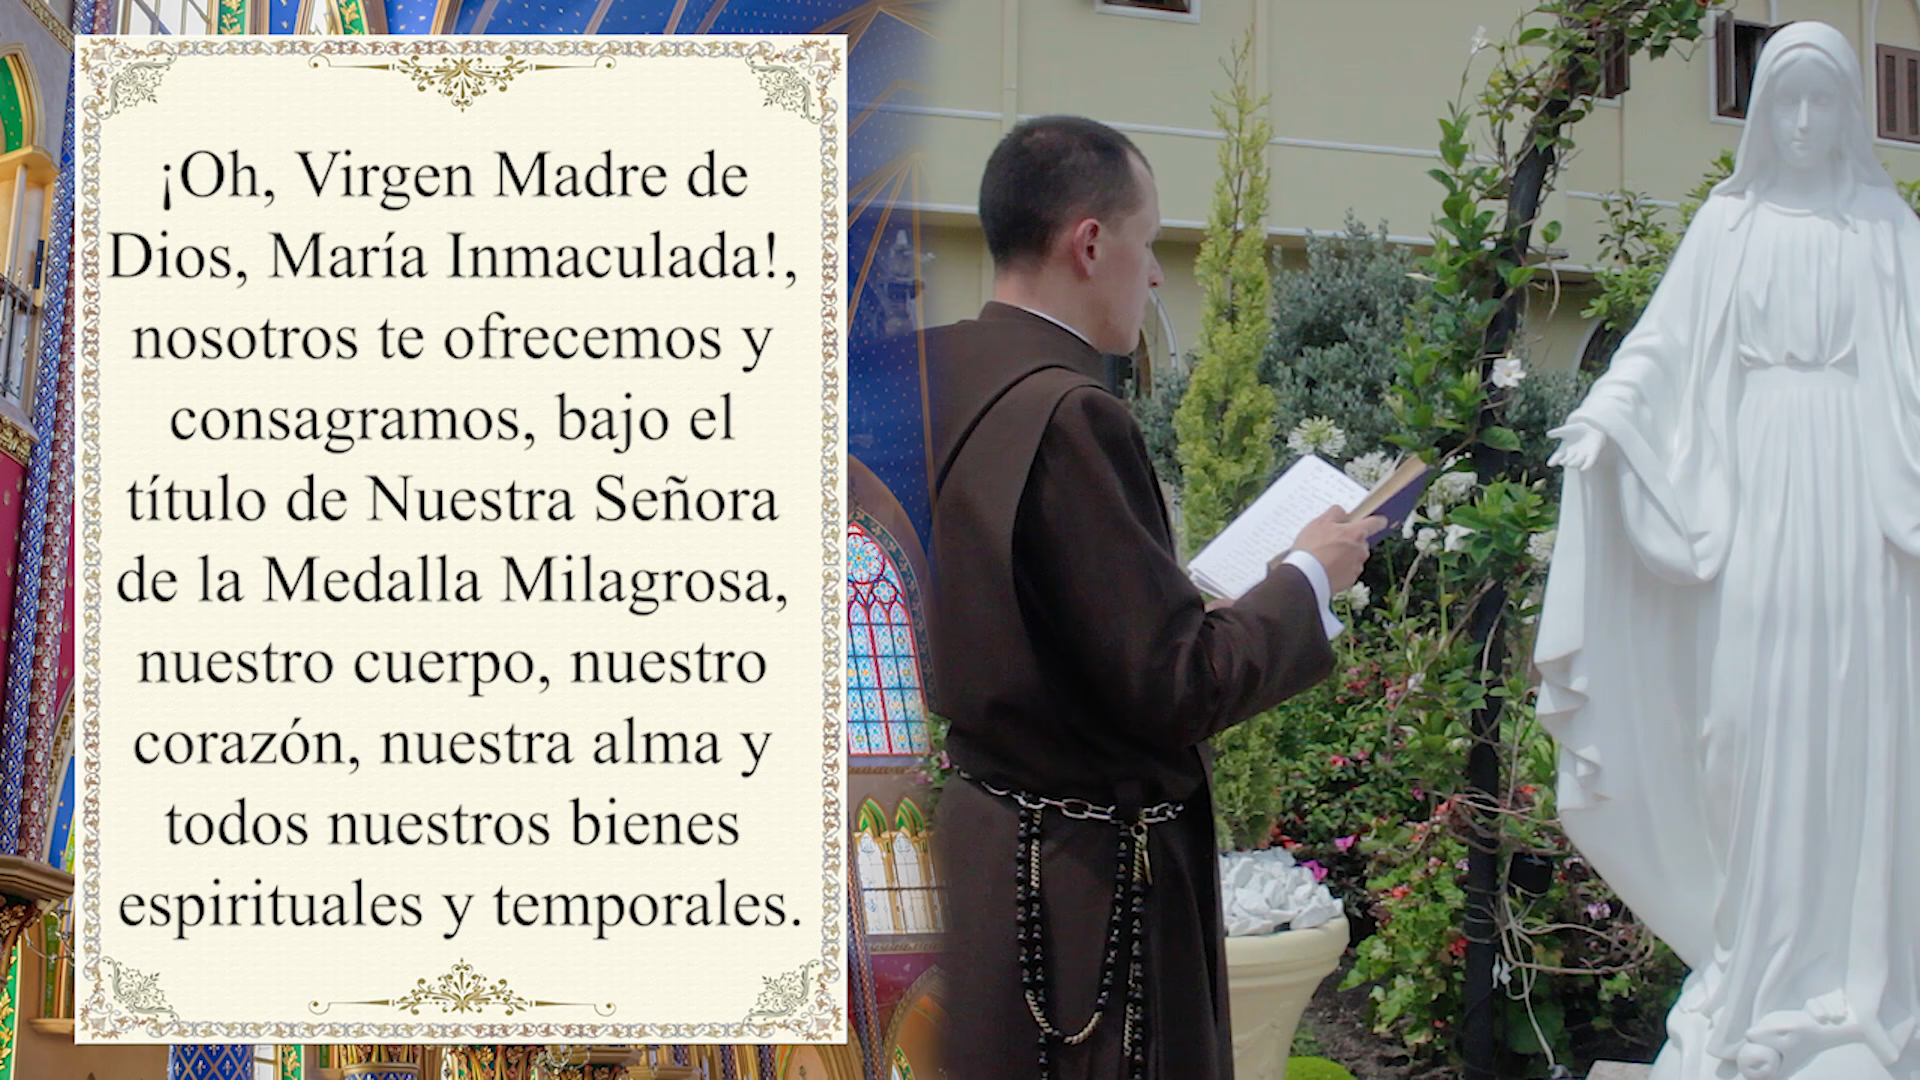 ¡Oh, Virgen Madre de
Dios, María Inmaculada!,
nosotros te ofrecemos y
consagramos, bajo el
título de Nuestra Señora
de la Medalla Milagrosa,
nuestro cuerpo, nuestro
corazón, nuestra alma y
todos nuestros bienes
espirituales y temporales.